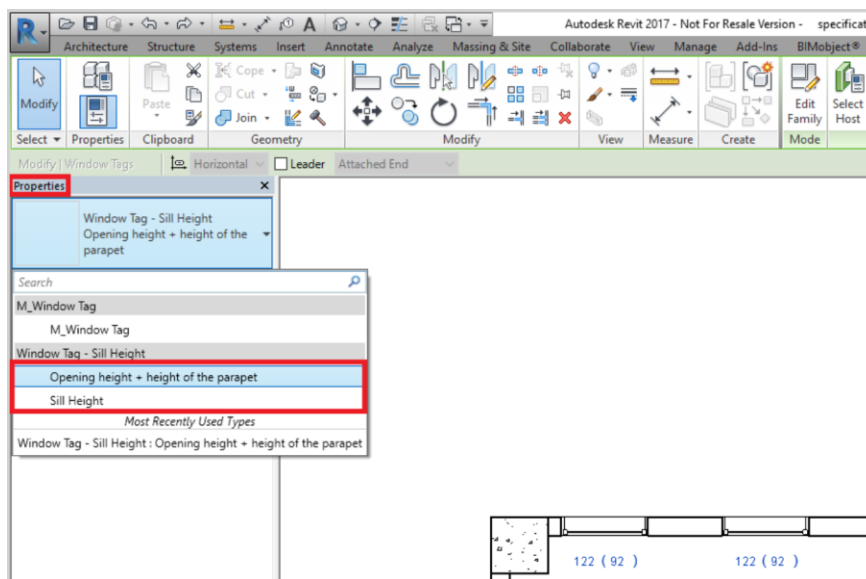 R
A
Autodesk Revit 2017 - Not For Resale Version - specificat
Architecture Structure Systems Insert Annotate Analyze Massing & Site Collaborate View Manage Add-Ins BIMobject®
Modify
Paste
Cope
Cut
Join
Edit
Family
Select
Host
Select Properties Clipboard Geometry Modify View Measure Create Mode
Modify | Window Tags Horizontal Leader Attached End
Properties
Window Tag - Sill Height
Opening height + height of the
parapet
Search
M_Window Tag
M_Window Tag
Window Tag - Sill Height
Opening height + height of the parapet
Sill Height
Most Recently Used Types
Window Tag - Sill Height : Opening height + height of the parapet
122 ( 92 ) 122 ( 92 )